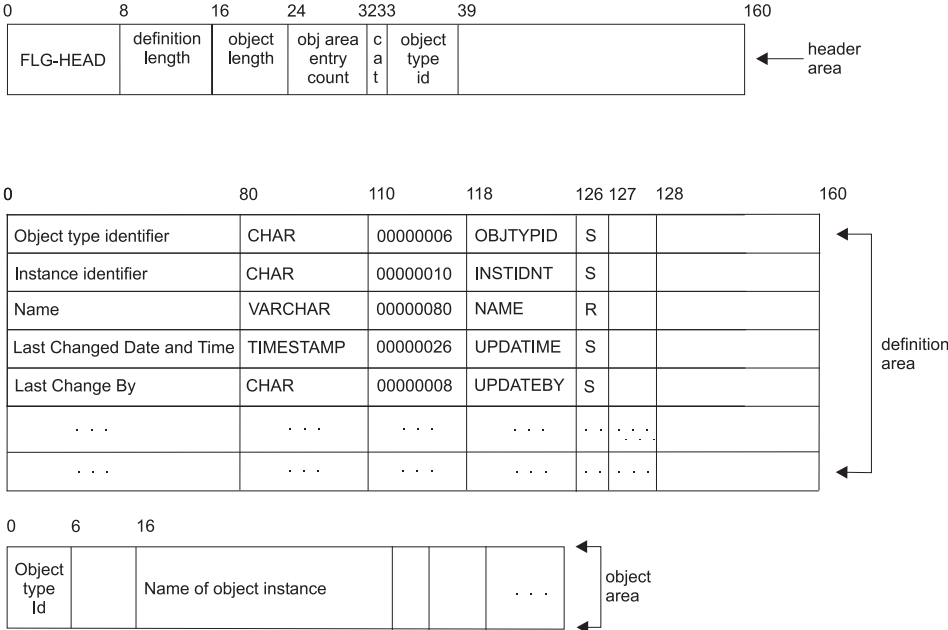 0 8 16 24 32 33 39 160
FLG-HEAD definition length object length obj area entry count cat object type id
header area
0 80 110 118 126 127 128 160
Object type identifier CHAR 00000006 OBJTYPID S
Instance identifier CHAR 00000010 INSTIDNT S
Name VARCHAR 00000080 NAME R
Last Changed Date and Time TIMESTAMP 00000026 UPDATIME S
Last Change By CHAR 00000008 UPDATEBY S
definition area
. . . . . . . . . . . . . . . . .
. . . . . . . . . . . . . . . . .
0 6 16
Object type Id Name of object instance . . .
object area